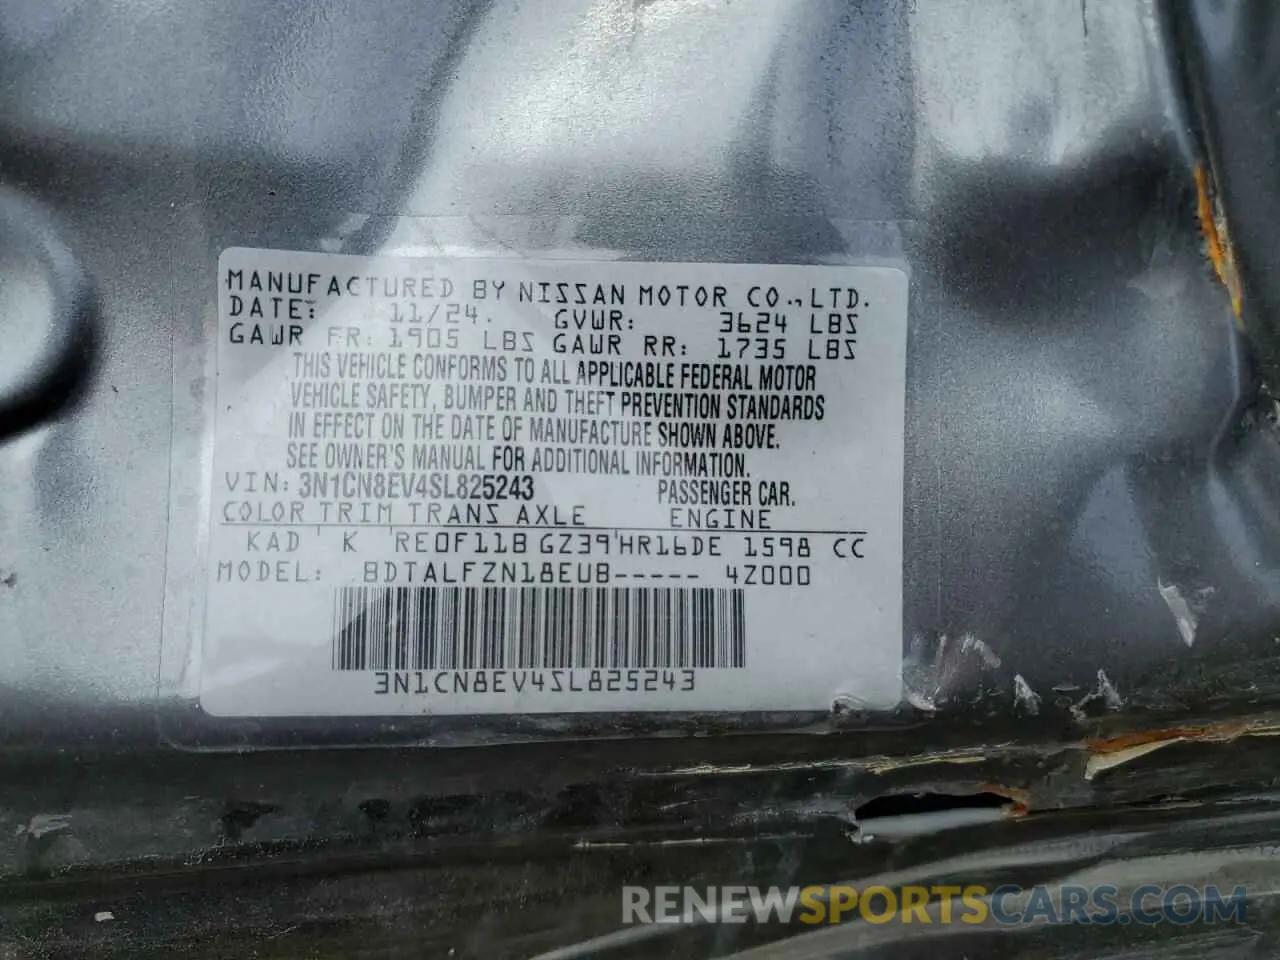 MANUFACTURED BY NISSAN MOTOR CO.,LTD.
DATE: 11/24. GVWR: 3624 LBS
GAWR FR: 1905 LBS GAWR RR: 1735 LBS
THIS VEHICLE CONFORMS TO ALL APPLICABLE FEDERAL MOTOR
VEHICLE SAFETY, BUMPER AND THEFT PREVENTION STANDARDS
IN EFFECT ON THE DATE OF MANUFACTURE SHOWN ABOVE.
SEE OWNER'S MANUAL FOR ADDITIONAL INFORMATION.
VIN: 3N1CN8EV4SL825243 PASSENGER CAR.
COLOR TRIM TRANS AXLE ENGINE
KAD ' K ' RE0F11B GZ39'HR16DE 1598 CC
MODEL: BDTALFZN18EUB----- 4Z000
3N1CN8EV4SL825243
RENEWSPORTSCARS.COM